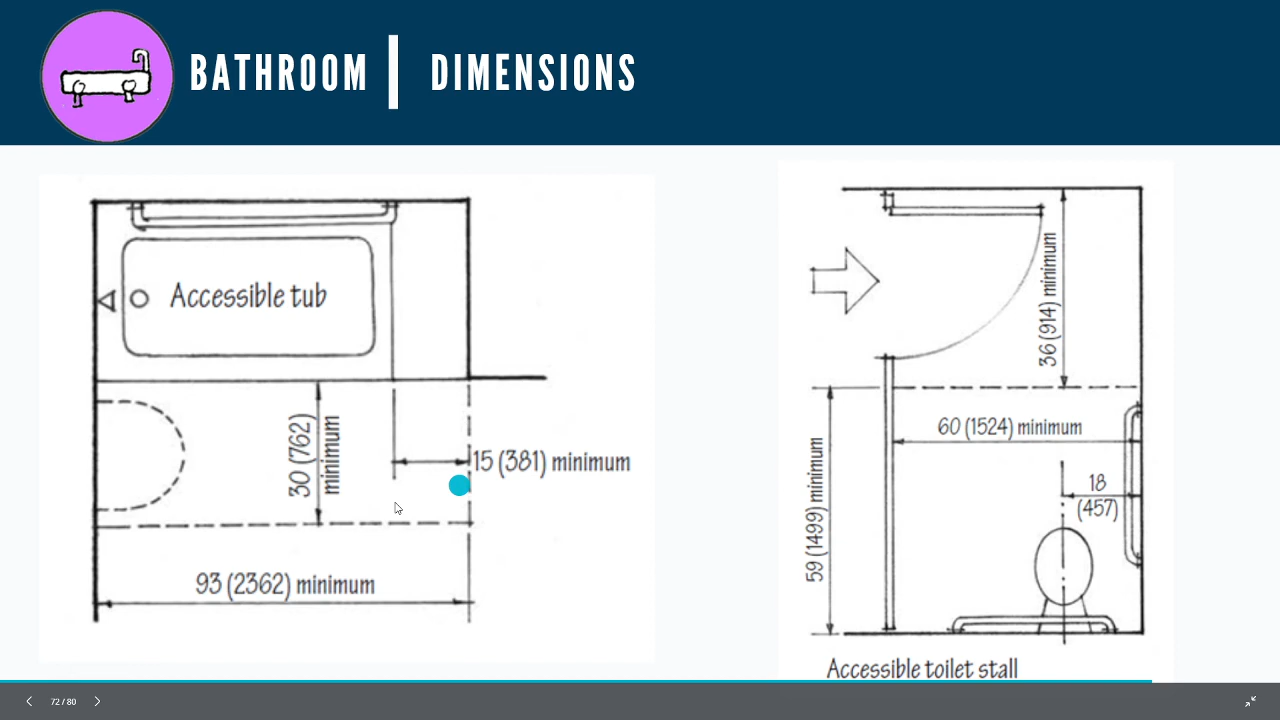 BATHROOM | DIMENSIONS
Accessible tub
30 (762)
minimum
15 (381) minimum
93 (2362) minimum
36 (914) minimum
60 (1524) minimum
18
(457)
59 (1499) minimum
Accessible toilet stall
72 / 80